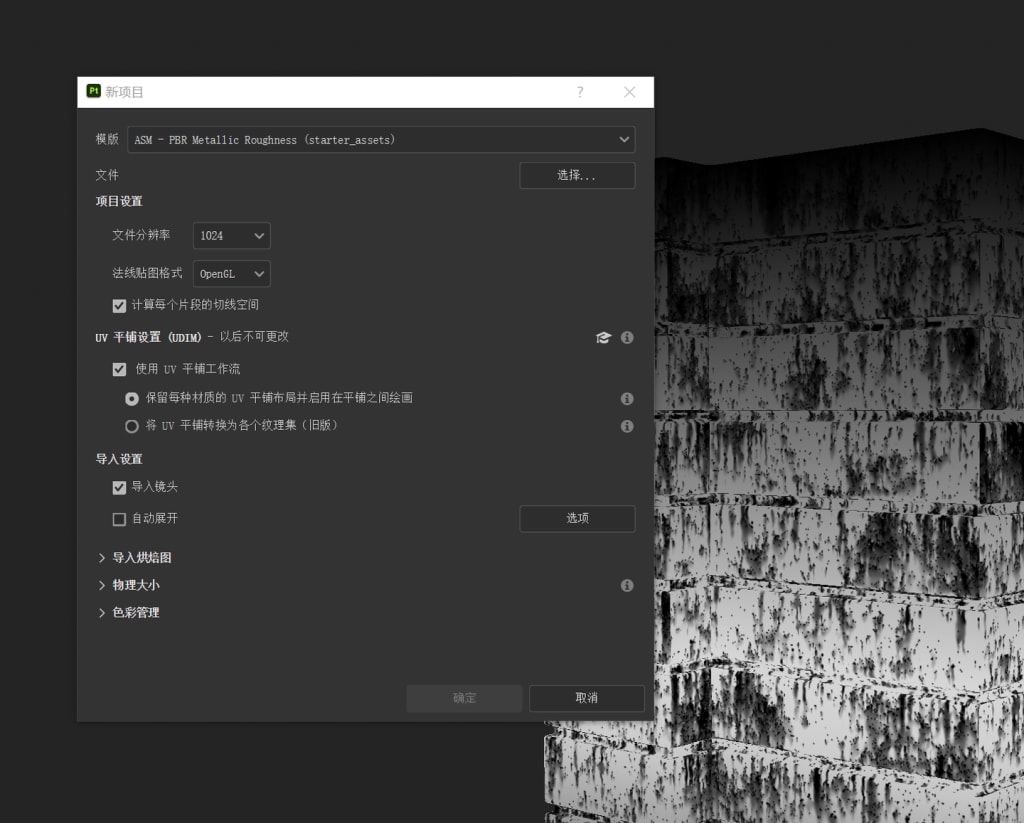 Pt 新项目 ?
模版 ASM - PBR Metallic Roughness (starter_assets)
文件 选择...
项目设置
文件分辨率 1024
法线贴图格式 OpenGL
计算每个片段的切线空间
UV 平铺设置 (UDIM) - 以后不可更改
使用 UV 平铺工作流
保留每种材质的 UV 平铺布局并启用在平铺之间绘画
将 UV 平铺转换为各个纹理集（旧版）
导入设置
导入镜头
自动展开 选项
导入烘焙图
物理大小
色彩管理
确定 取消